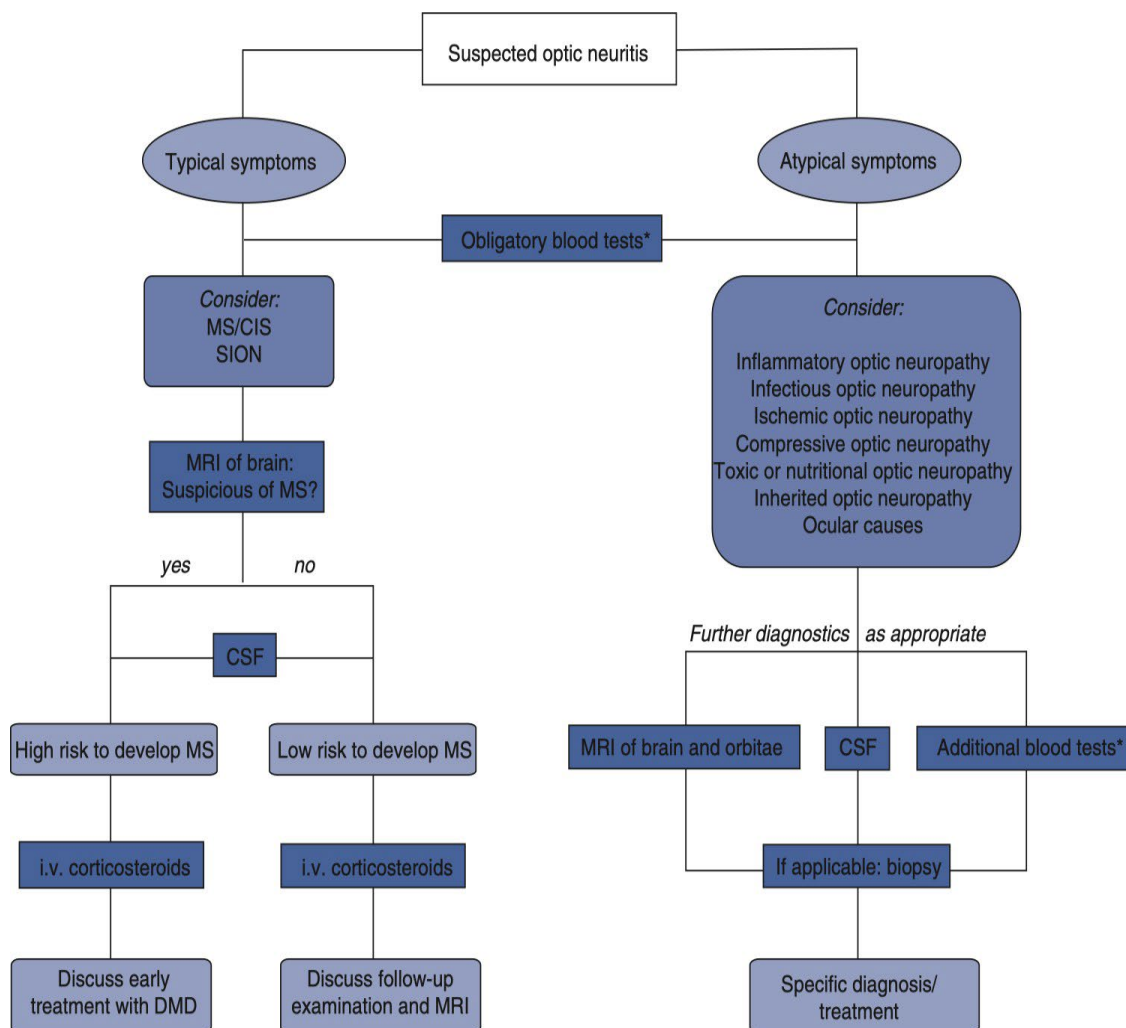 Suspected optic neuritis
Typical symptoms
Atypical symptoms
Obligatory blood tests*
Consider:
MS/CIS
SION
Consider:
Inflammatory optic neuropathy
Infectious optic neuropathy
Ischemic optic neuropathy
Compressive optic neuropathy
Toxic or nutritional optic neuropathy
Inherited optic neuropathy
Ocular causes
MRI of brain:
Suspicious of MS?
yes
no
CSF
Further diagnostics as appropriate
High risk to develop MS
Low risk to develop MS
MRI of brain and orbitae
CSF
Additional blood tests*
i.v. corticosteroids
i.v. corticosteroids
If applicable: biopsy
Discuss early
treatment with DMD
Discuss follow-up
examination and MRI
Specific diagnosis/
treatment